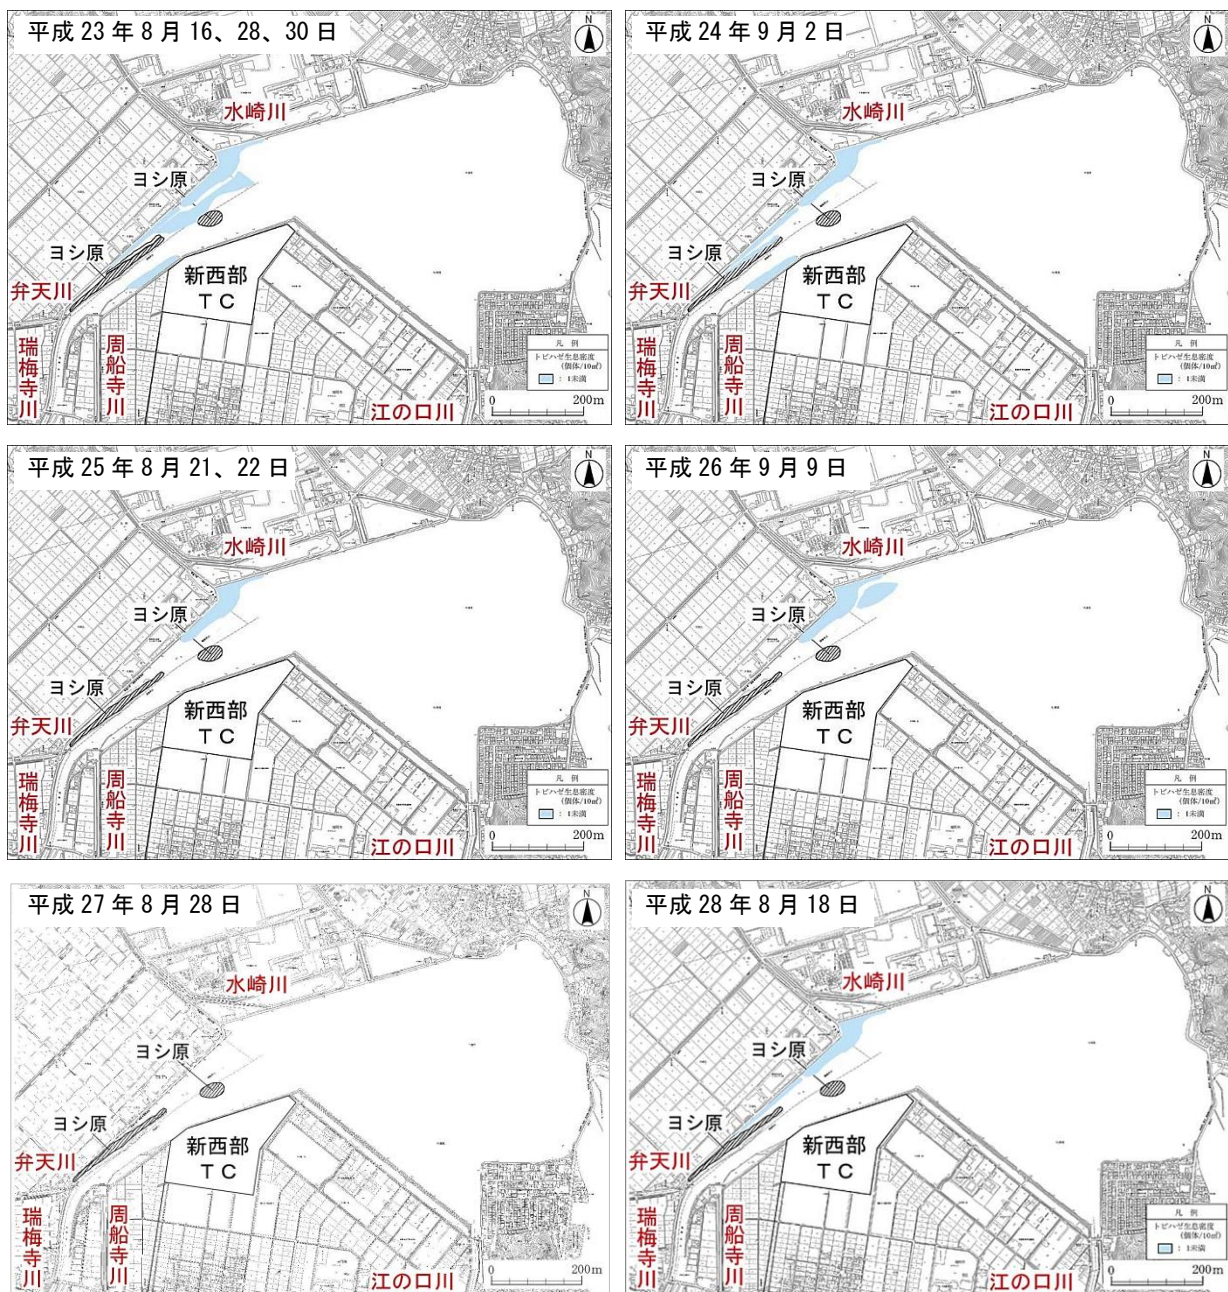 平成 23 年 8 月 16、28、30 日
N
水崎川
ヨシ原
ヨシ原
弁天川
新西部
ＴＣ
瑞梅寺川
周船寺川
江の口川
凡 例
トビハゼ生息密度
(個体/10㎡)
：1未満
0 200m
平成 24 年 9 月 2 日
N
水崎川
ヨシ原
ヨシ原
弁天川
新西部
ＴＣ
瑞梅寺川
周船寺川
江の口川
凡 例
トビハゼ生息密度
(個体/10㎡)
：1未満
0 200m
平成 25 年 8 月 21、22 日
N
水崎川
ヨシ原
ヨシ原
弁天川
新西部
ＴＣ
瑞梅寺川
周船寺川
江の口川
凡 例
トビハゼ生息密度
(個体/10㎡)
：1未満
0 200m
平成 26 年 9 月 9 日
N
水崎川
ヨシ原
ヨシ原
弁天川
新西部
ＴＣ
瑞梅寺川
周船寺川
江の口川
凡 例
トビハゼ生息密度
(個体/10㎡)
：1未満
0 200m
平成 27 年 8 月 28 日
N
水崎川
ヨシ原
ヨシ原
弁天川
新西部
ＴＣ
瑞梅寺川
周船寺川
江の口川
0 200m
平成 28 年 8 月 18 日
N
水崎川
ヨシ原
ヨシ原
弁天川
新西部
ＴＣ
瑞梅寺川
周船寺川
江の口川
凡 例
トビハゼ生息密度
(個体/10㎡)
：1未満
0 200m